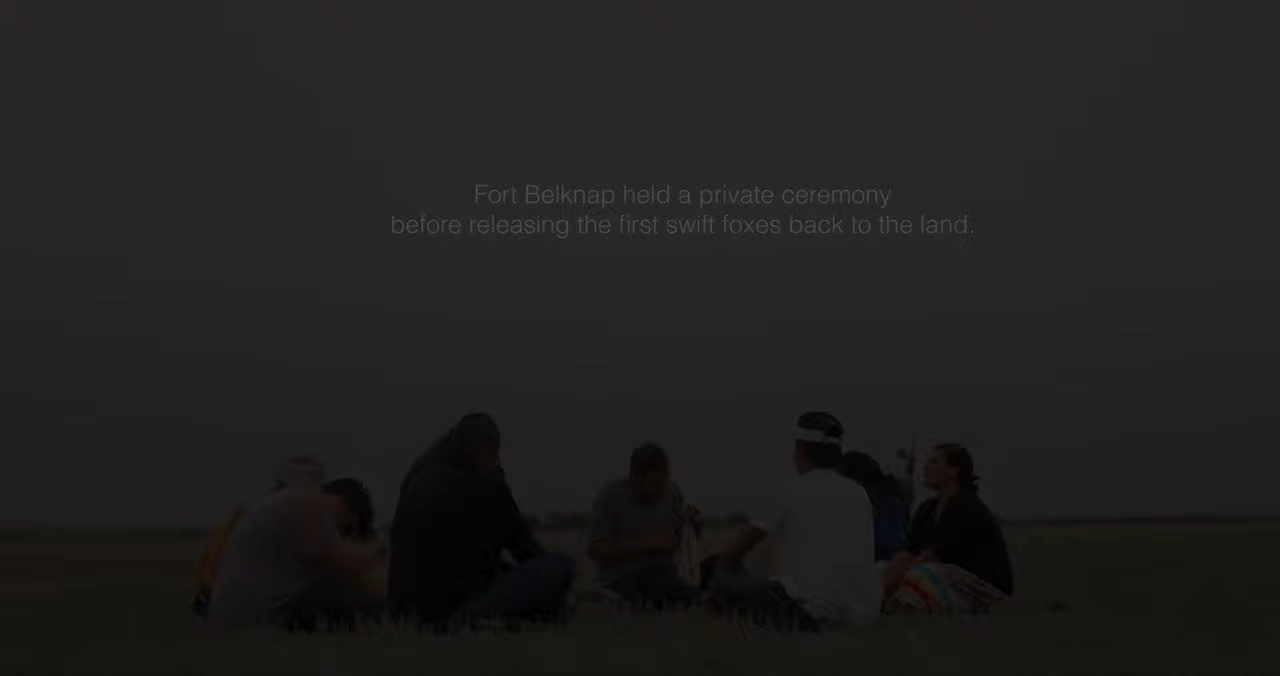 Fort Belknap held a private ceremony
before releasing the first swift foxes back to the land.